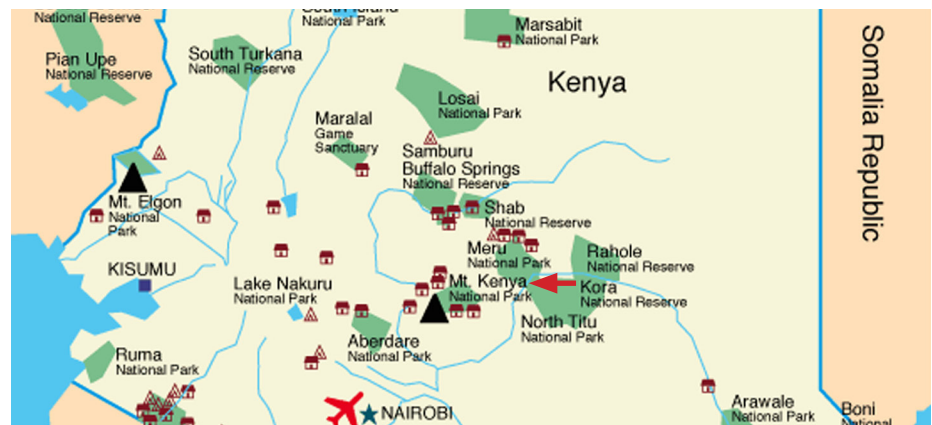 National Reserve
South Island
National Park
Marsabit
National Park
Pian Upe
National Reserve
South Turkana
National Reserve
Kenya
Somalia Republic
Losai
National Park
Maralal
Game
Sanctuary
Samburu
Buffalo Springs
National Reserve
Mt. Elgon
National
Park
Shab
National Reserve
Meru
National Park
Rahole
National Reserve
KISUMU
Lake Nakuru
National Park
Mt. Kenya
National Park
Kora
National Reserve
North Titu
National Park
Aberdare
National Park
Ruma
National Park
NAIROBI
Arawale
National Park
Boni
National